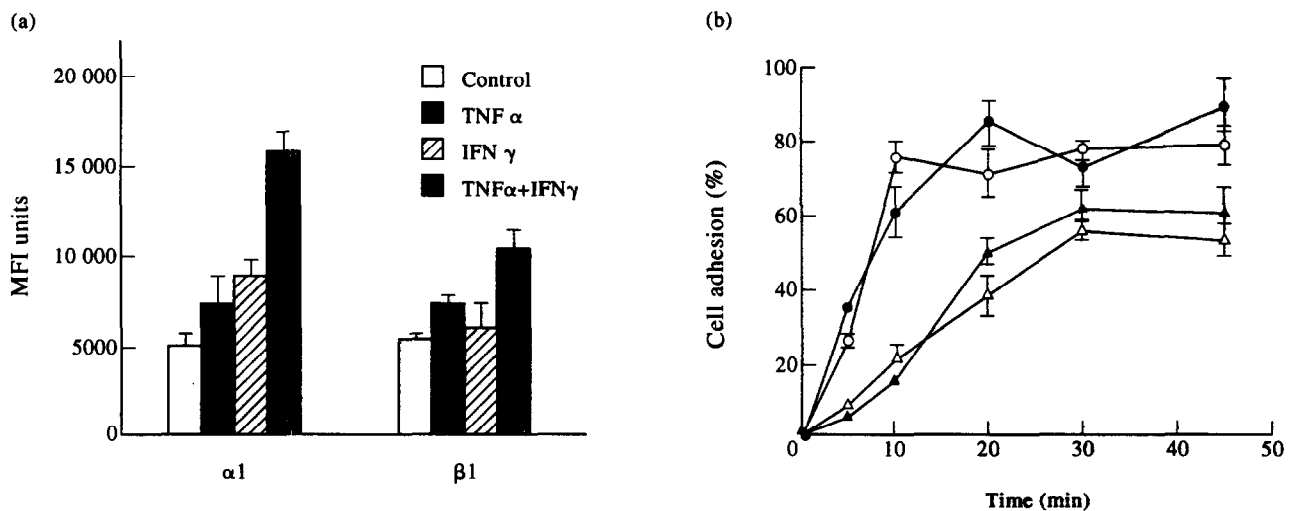 (a)
20 000
15 000
10 000
5000
0
MFI units
Control
TNF α
IFN γ
TNFα+IFNγ
α1
β1
(b)
100
80
60
40
20
0
10
20
30
40
50
Cell adhesion (%)
Time (min)